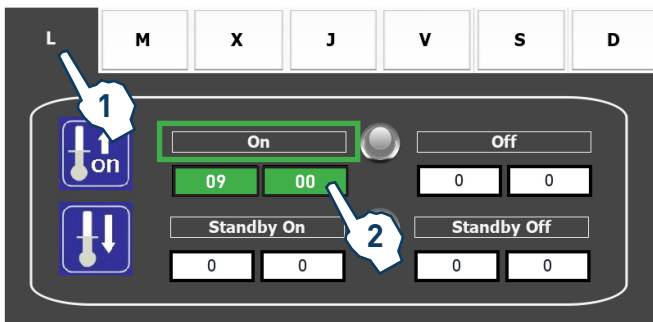 L M X J V S D
1
on
On Off
09 00 0 0
2
Standby On Standby Off
0 0 0 0